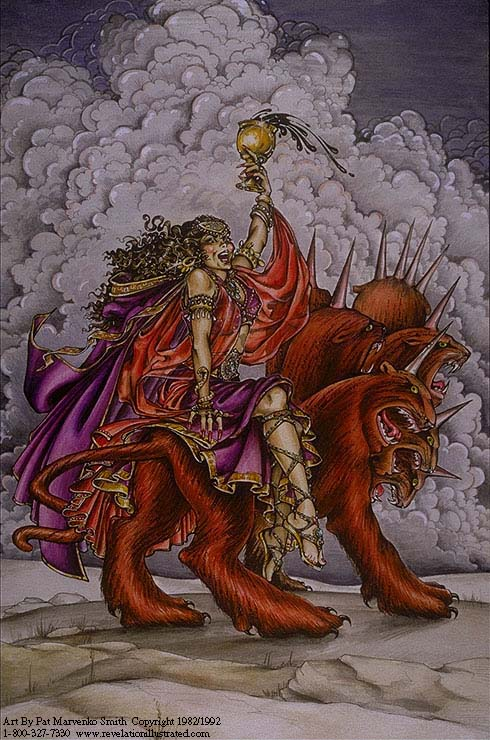 Art By Pat Marvenko Smith Copyright 1982/1992
1-800-327-7330 www.revelationillustrated.com